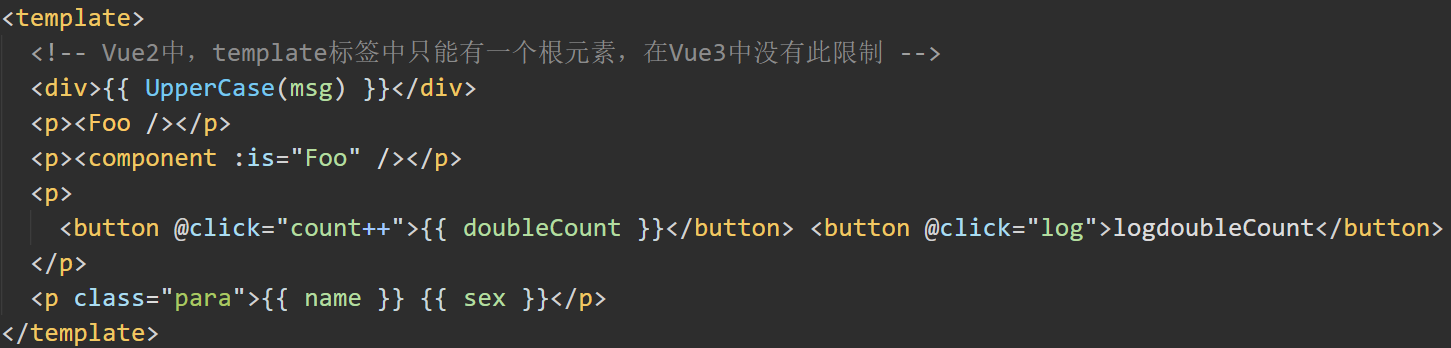 <template>
  <!-- Vue2中，template标签中只能有一个根元素，在Vue3中没有此限制 -->
  <div>{{ UpperCase(msg) }}</div>
  <p><Foo /></p>
  <p><component :is="Foo" /></p>
  <p>
    <button @click="count++">{{ doubleCount }}</button> <button @click="log">logdoubleCount</button>
  </p>
  <p class="para">{{ name }} {{ sex }}</p>
</template>